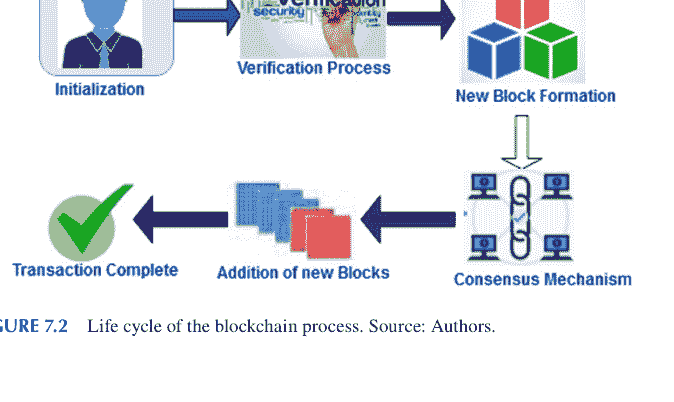 security
Verification Process
Initialization
New Block Formation
Transaction Complete
Addition of new Blocks
Consensus Mechanism
7.2 Life cycle of the blockchain process. Source: Authors.